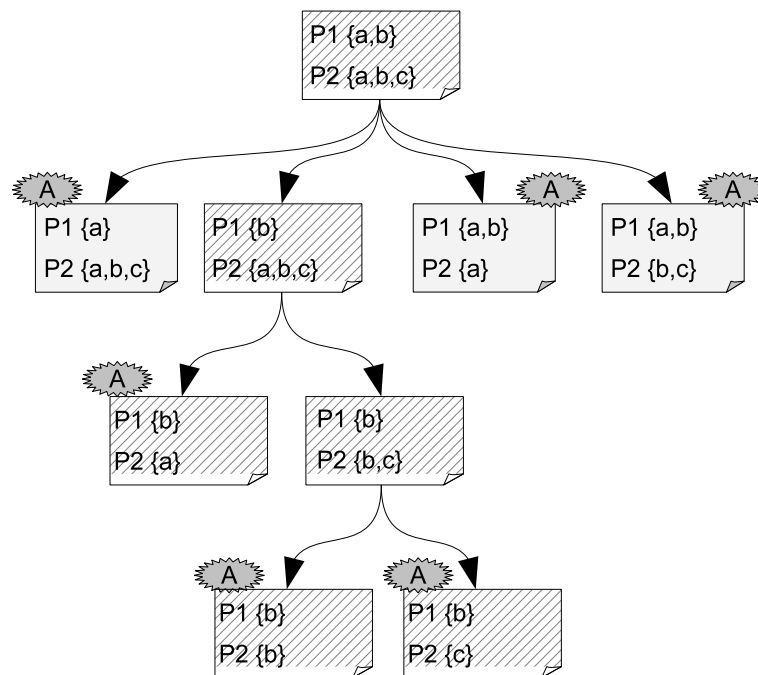 P1 {a,b}
P2 {a,b,c}
A
P1 {a}
P2 {a,b,c}
P1 {b}
P2 {a,b,c}
A
P1 {a,b}
P2 {a}
A
P1 {a,b}
P2 {b,c}
A
P1 {b}
P2 {a}
P1 {b}
P2 {b,c}
A
P1 {b}
P2 {b}
A
P1 {b}
P2 {c}